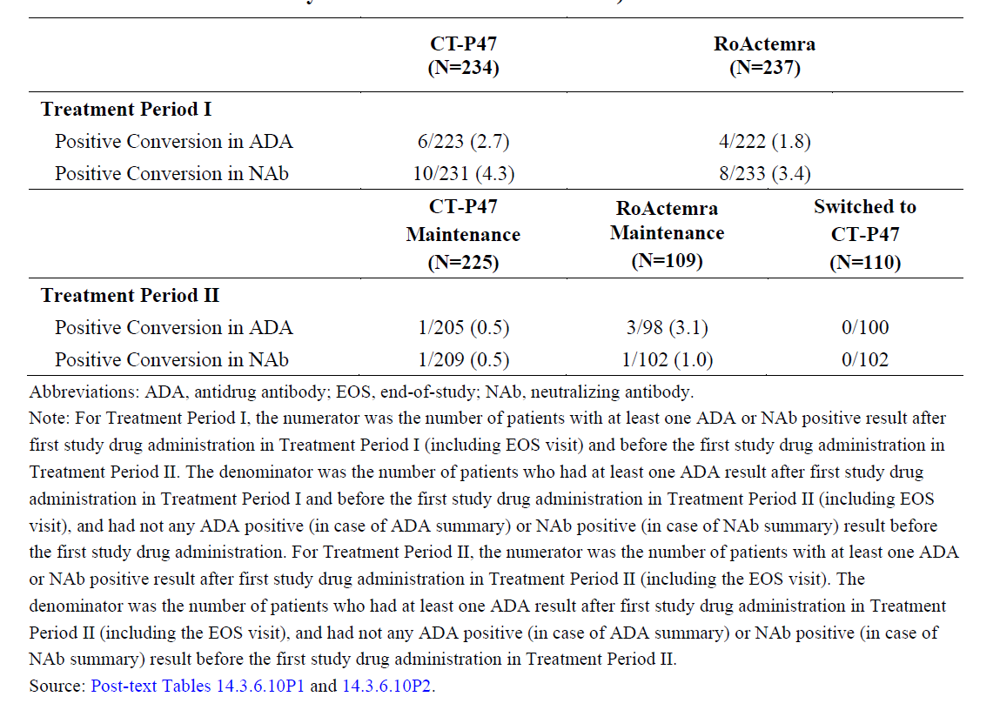 CT-P47 RoActemra
(N=234) (N=237)
Treatment Period I
Positive Conversion in ADA 6/223 (2.7) 4/222 (1.8)
Positive Conversion in NAb 10/231 (4.3) 8/233 (3.4)
CT-P47 RoActemra Switched to
Maintenance Maintenance CT-P47
(N=225) (N=109) (N=110)
Treatment Period II
Positive Conversion in ADA 1/205 (0.5) 3/98 (3.1) 0/100
Positive Conversion in NAb 1/209 (0.5) 1/102 (1.0) 0/102
Abbreviations: ADA, antidrug antibody; EOS, end-of-study; NAb, neutralizing antibody.
Note: For Treatment Period I, the numerator was the number of patients with at least one ADA or NAb positive result after
first study drug administration in Treatment Period I (including EOS visit) and before the first study drug administration in
Treatment Period II. The denominator was the number of patients who had at least one ADA result after first study drug
administration in Treatment Period I and before the first study drug administration in Treatment Period II (including EOS
visit), and had not any ADA positive (in case of ADA summary) or NAb positive (in case of NAb summary) result before
the first study drug administration. For Treatment Period II, the numerator was the number of patients with at least one ADA
or NAb positive result after first study drug administration in Treatment Period II (including the EOS visit). The
denominator was the number of patients who had at least one ADA result after first study drug administration in Treatment
Period II (including the EOS visit), and had not any ADA positive (in case of ADA summary) or NAb positive (in case of
NAb summary) result before the first study drug administration in Treatment Period II.
Source: Post-text Tables 14.3.6.10P1 and 14.3.6.10P2.